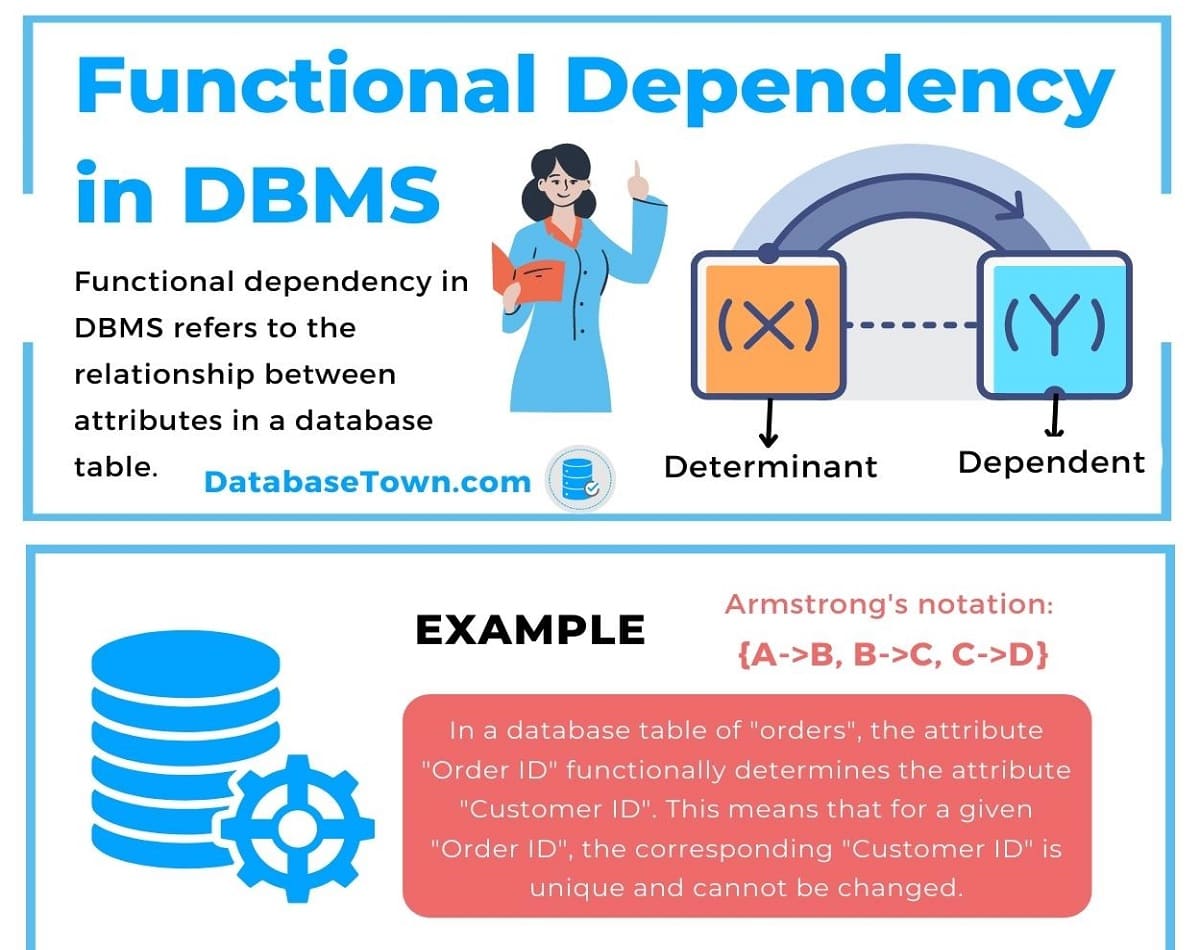 Functional Dependency
in DBMS
Functional dependency in
DBMS refers to the
relationship between
attributes in a database
table.
DatabaseTown.com
(X)
(Y)
Determinant
Dependent
EXAMPLE
Armstrong's notation:
{A->B, B->C, C->D}
In a database table of "orders", the attribute
"Order ID" functionally determines the attribute
"Customer ID". This means that for a given
"Order ID", the corresponding "Customer ID" is
unique and cannot be changed.